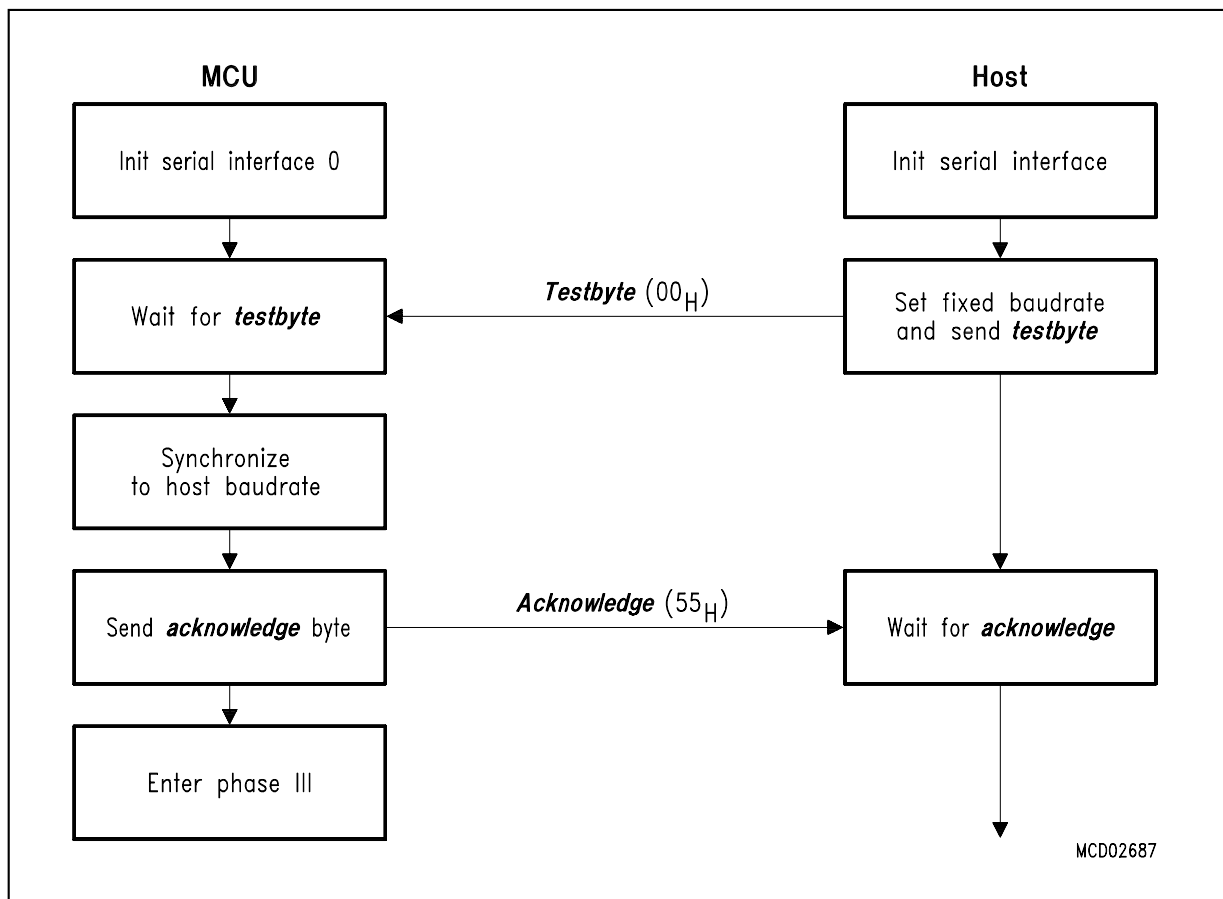 MCU
Host
Init serial interface 0
Init serial interface
Wait for testbyte
Testbyte (00H)
Set fixed baudrate
and send testbyte
Synchronize
to host baudrate
Send acknowledge byte
Acknowledge (55H)
Wait for acknowledge
Enter phase III
MCD02687